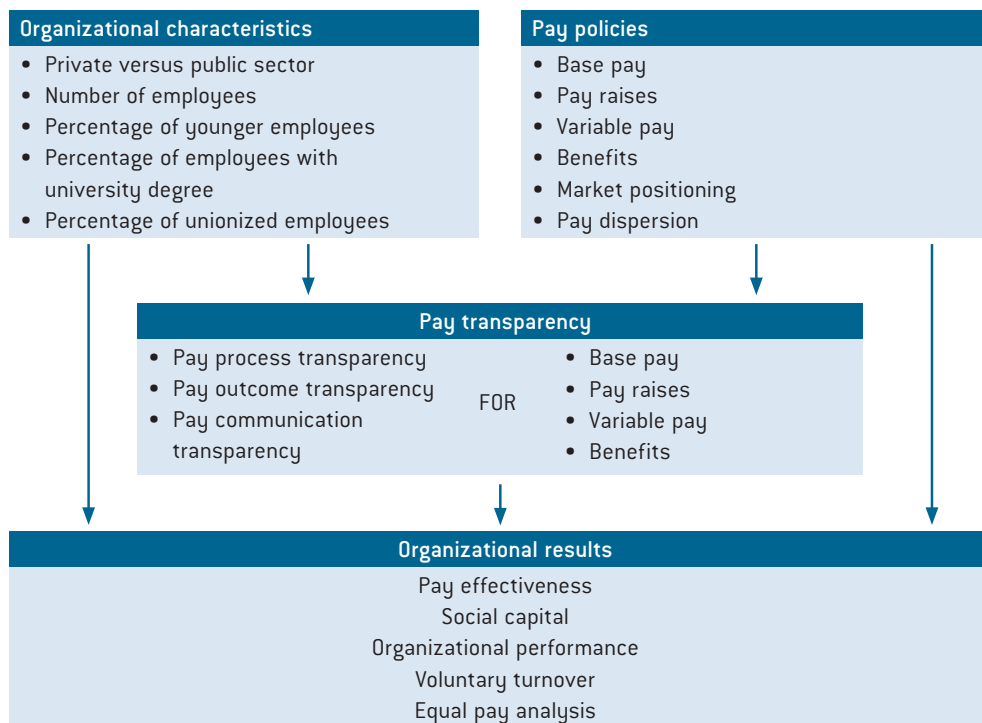 Organizational characteristics
• Private versus public sector
• Number of employees
• Percentage of younger employees
• Percentage of employees with
university degree
• Percentage of unionized employees
Pay policies
• Base pay
• Pay raises
• Variable pay
• Benefits
• Market positioning
• Pay dispersion
Pay transparency
• Pay process transparency
• Pay outcome transparency
• Pay communication
transparency
FOR
• Base pay
• Pay raises
• Variable pay
• Benefits
Organizational results
Pay effectiveness
Social capital
Organizational performance
Voluntary turnover
Equal pay analysis